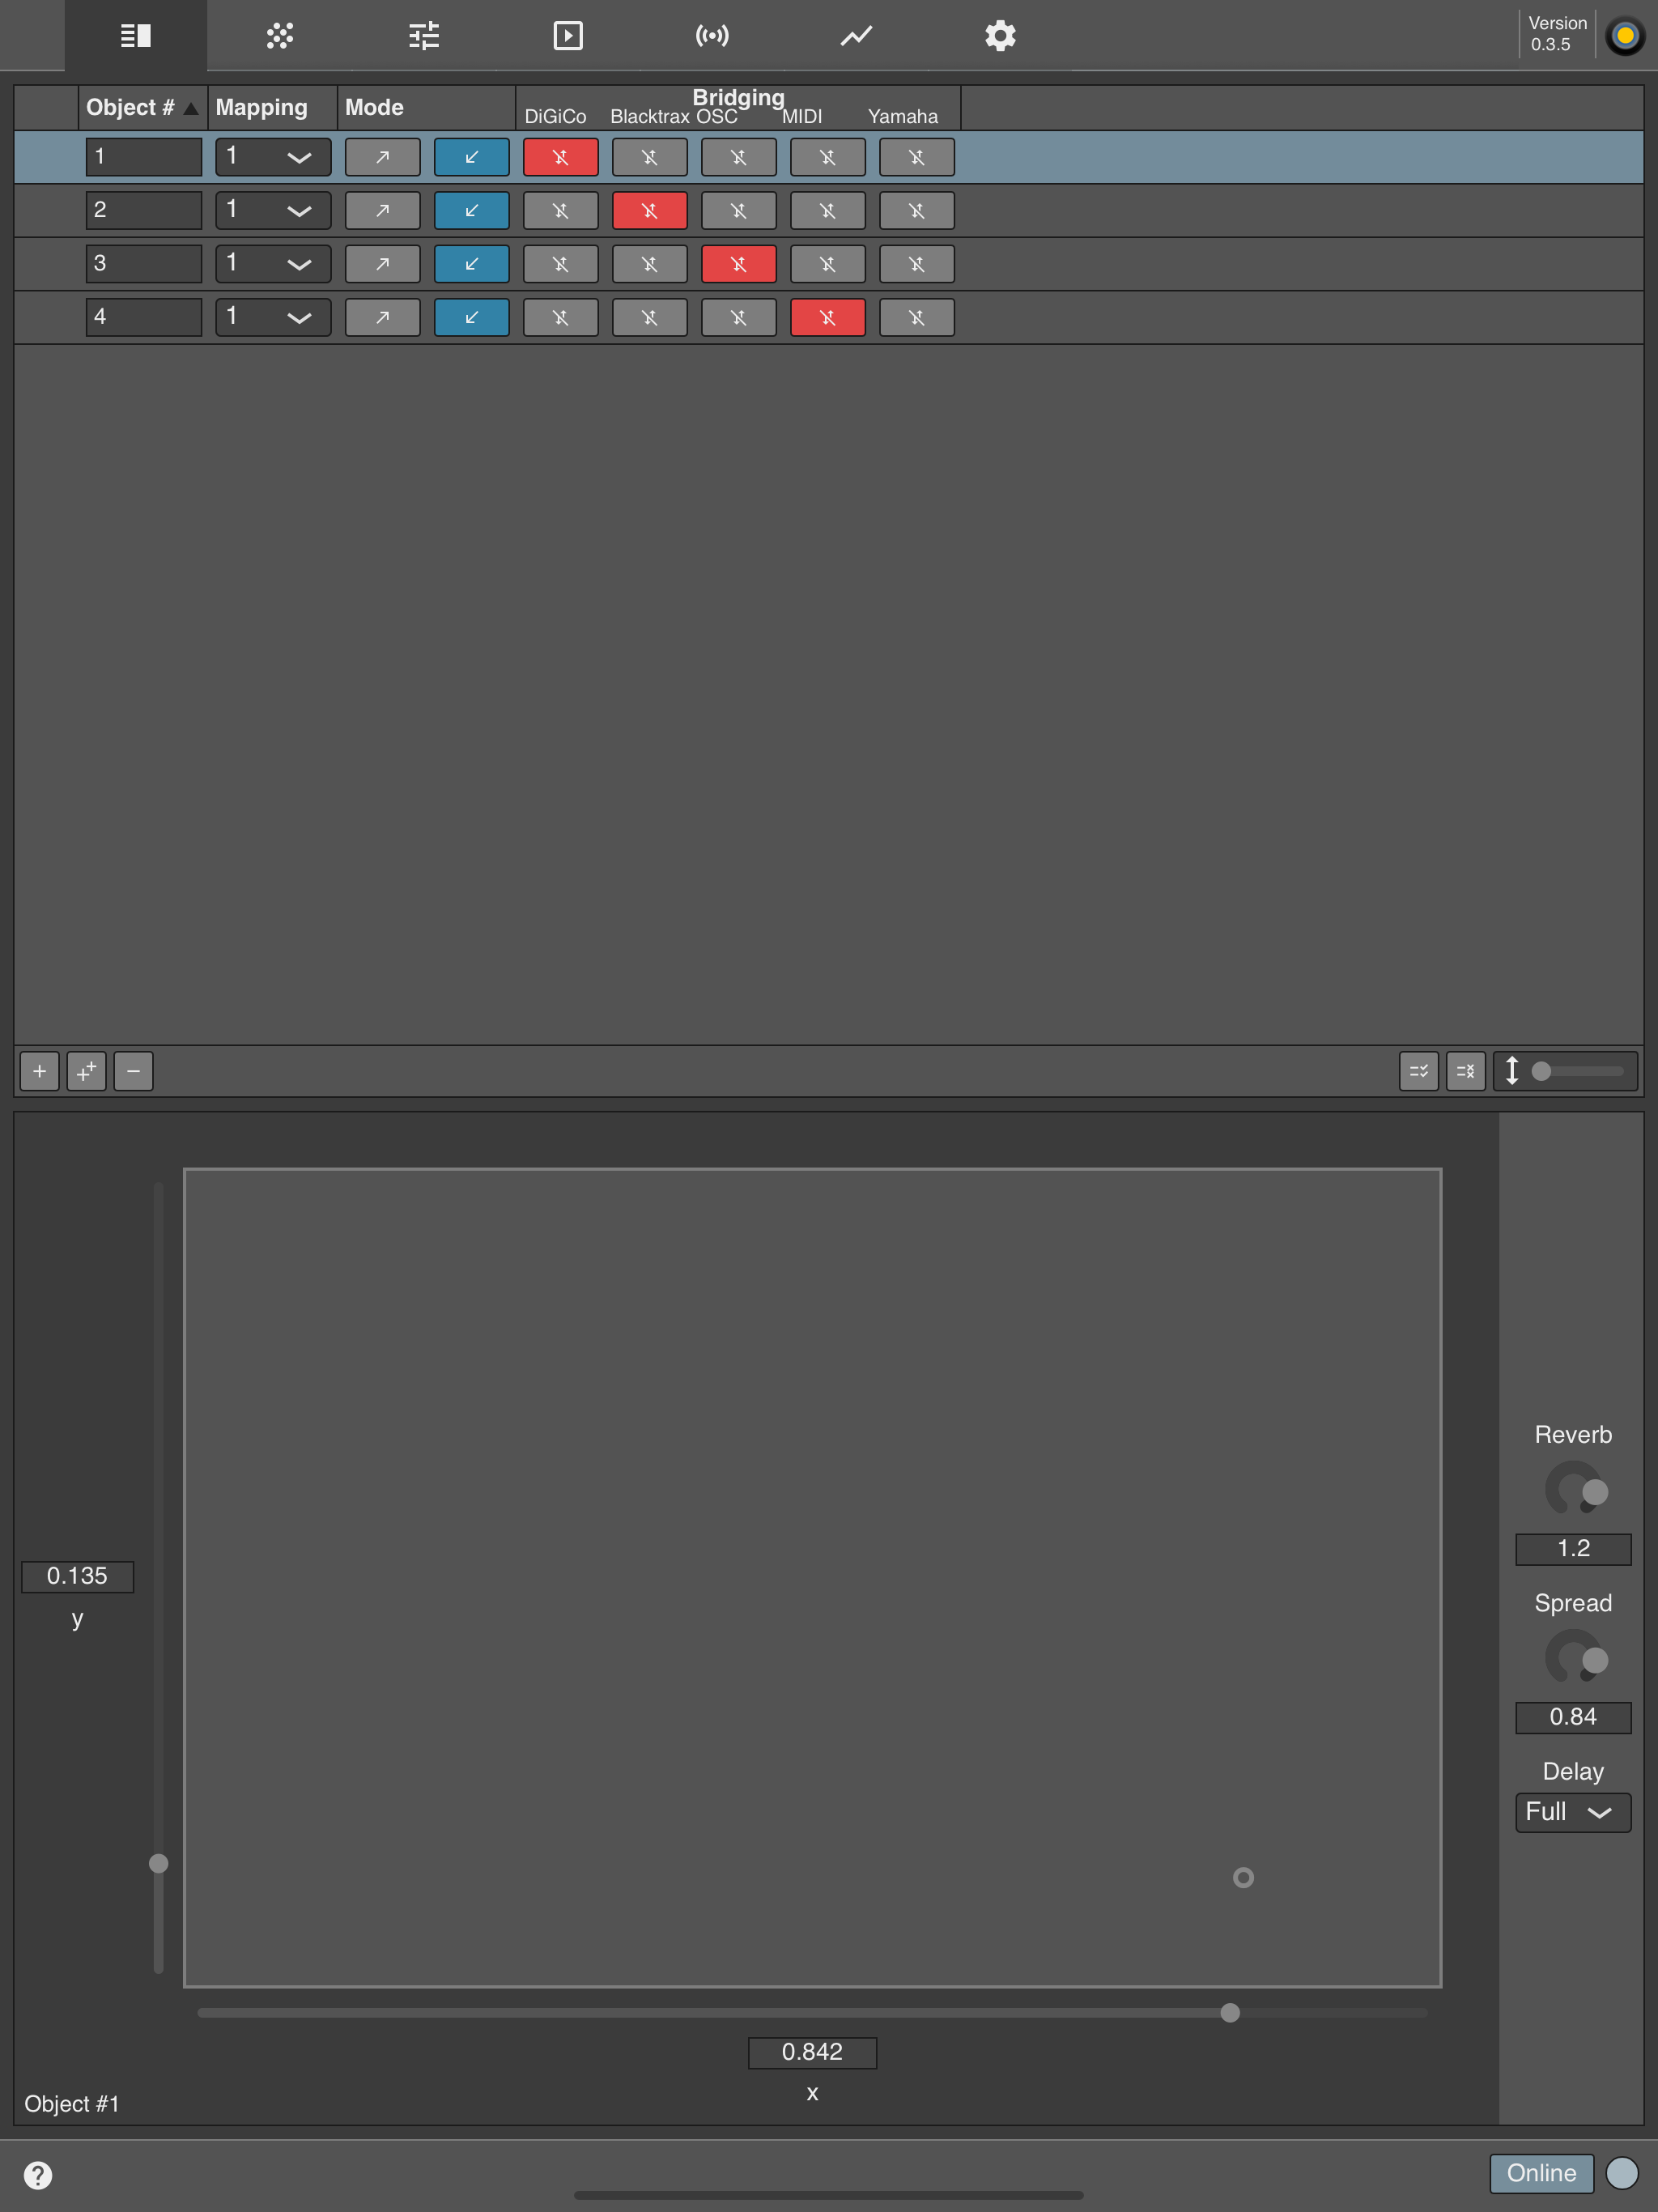 Version
0.3.5
Object # Mapping Mode Bridging
DiGiCo Blacktrax OSC MIDI Yamaha
1 1
2 1
3 1
4 1
Reverb
1.2
0.135
y
Spread
0.84
Delay
Full
0.842
x
Object #1
? Online